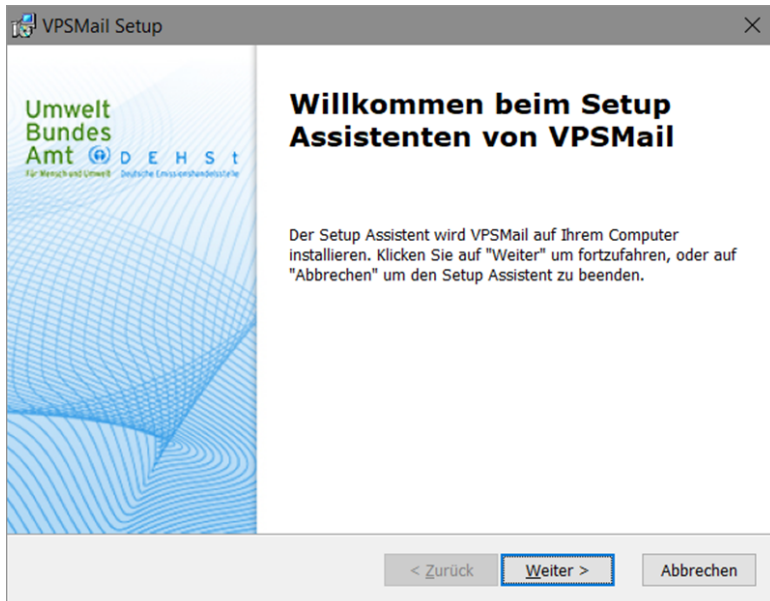 VPSMail Setup
Umwelt
Bundes
Amt D E H S t
Für Mensch und Umwelt Deutsche Emissionshandelsstelle
Willkommen beim Setup
Assistenten von VPSMail
Der Setup Assistent wird VPSMail auf Ihrem Computer
installieren. Klicken Sie auf "Weiter" um fortzufahren, oder auf
"Abbrechen" um den Setup Assistent zu beenden.
< Zurück Weiter > Abbrechen